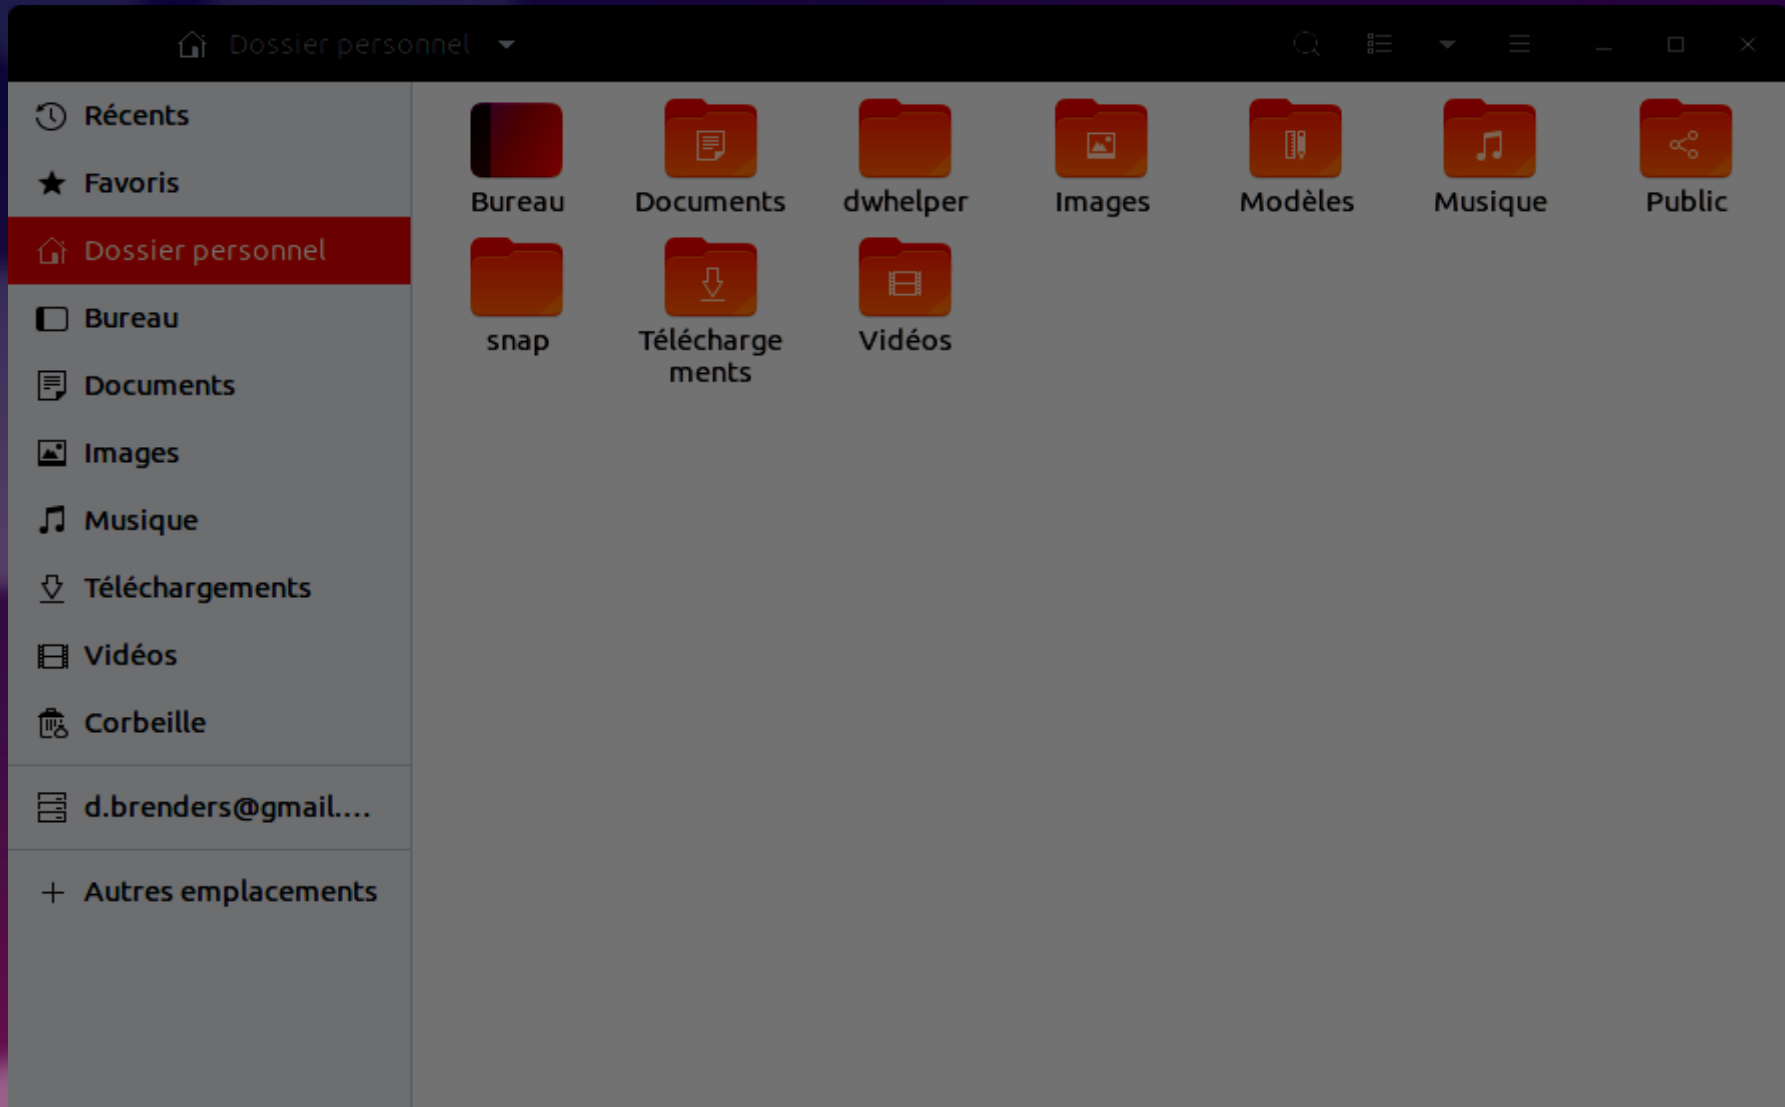 Dossier personnel
Récents
Favoris
Dossier personnel
Bureau
Documents
Images
Musique
Téléchargements
Vidéos
Corbeille
d.brenders@gmail....
Autres emplacements
Bureau
Documents
dwhelper
Images
Modèles
Musique
Public
snap
Télécharge
ments
Vidéos